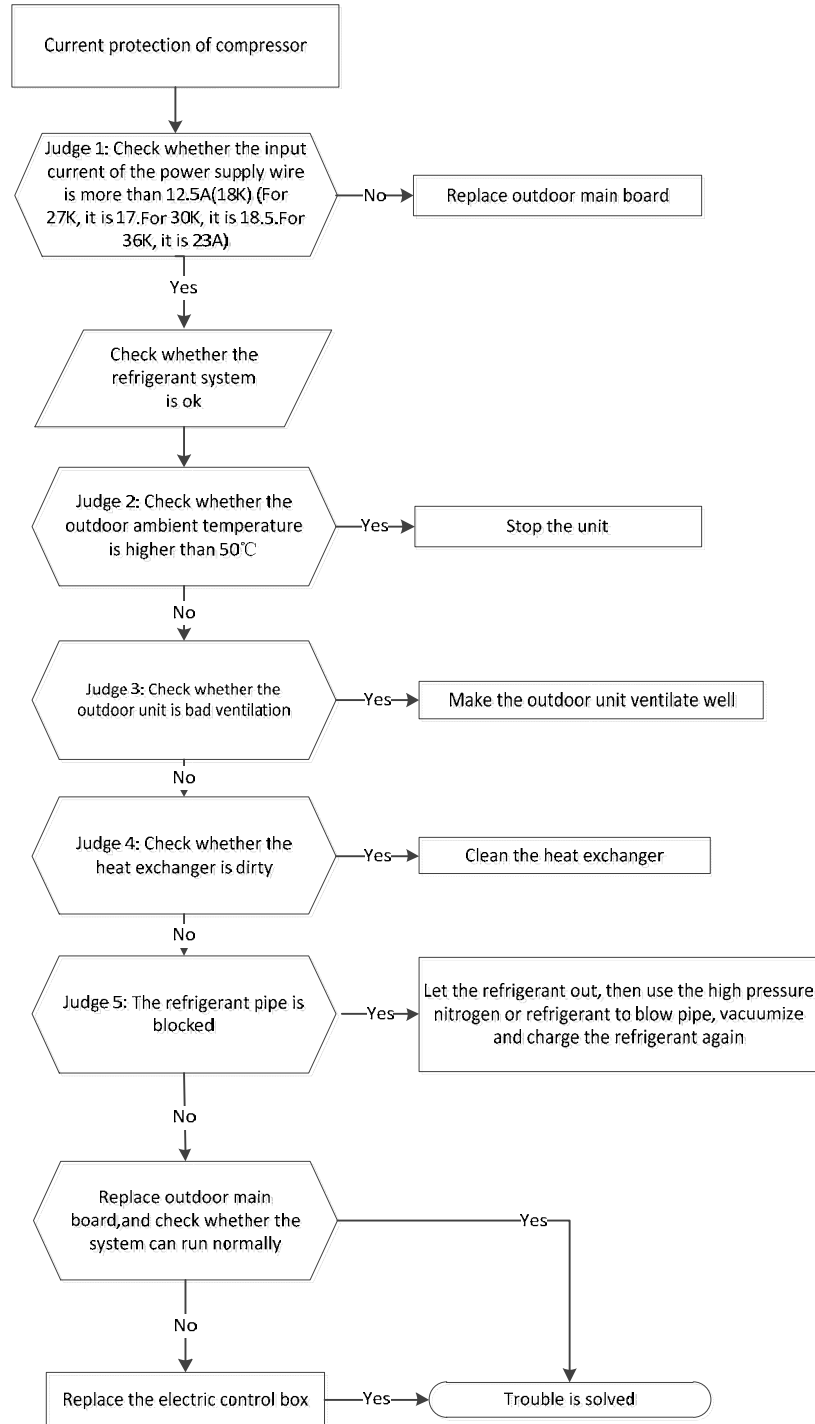 Current protection of compressor
Judge 1: Check whether the input
current of the power supply wire
is more than 12.5A(18K) (For
27K, it is 17.For 30K, it is 18.5.For
36K, it is 23A)
No
Replace outdoor main board
Yes
Check whether the
refrigerant system
is ok
Judge 2: Check whether the
outdoor ambient temperature
is higher than 50℃
Yes
Stop the unit
No
Judge 3: Check whether the
outdoor unit is bad ventilation
Yes
Make the outdoor unit ventilate well
No
Judge 4: Check whether the
heat exchanger is dirty
Yes
Clean the heat exchanger
No
Judge 5: The refrigerant pipe is
blocked
Yes
Let the refrigerant out, then use the high pressure
nitrogen or refrigerant to blow pipe, vacuumize
and charge the refrigerant again
No
Replace outdoor main
board,and check whether the
system can run normally
Yes
No
Replace the electric control box
Yes
Trouble is solved